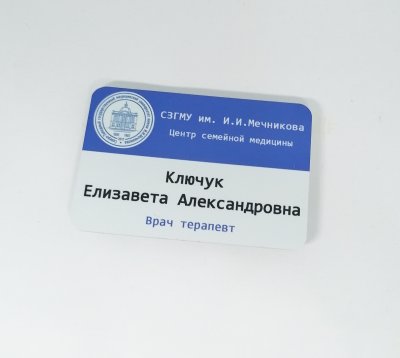 СЗГМУ им. И.И.Мечникова
Центр семейной медицины
Ключук
Елизавета Александровна
Врач терапевт